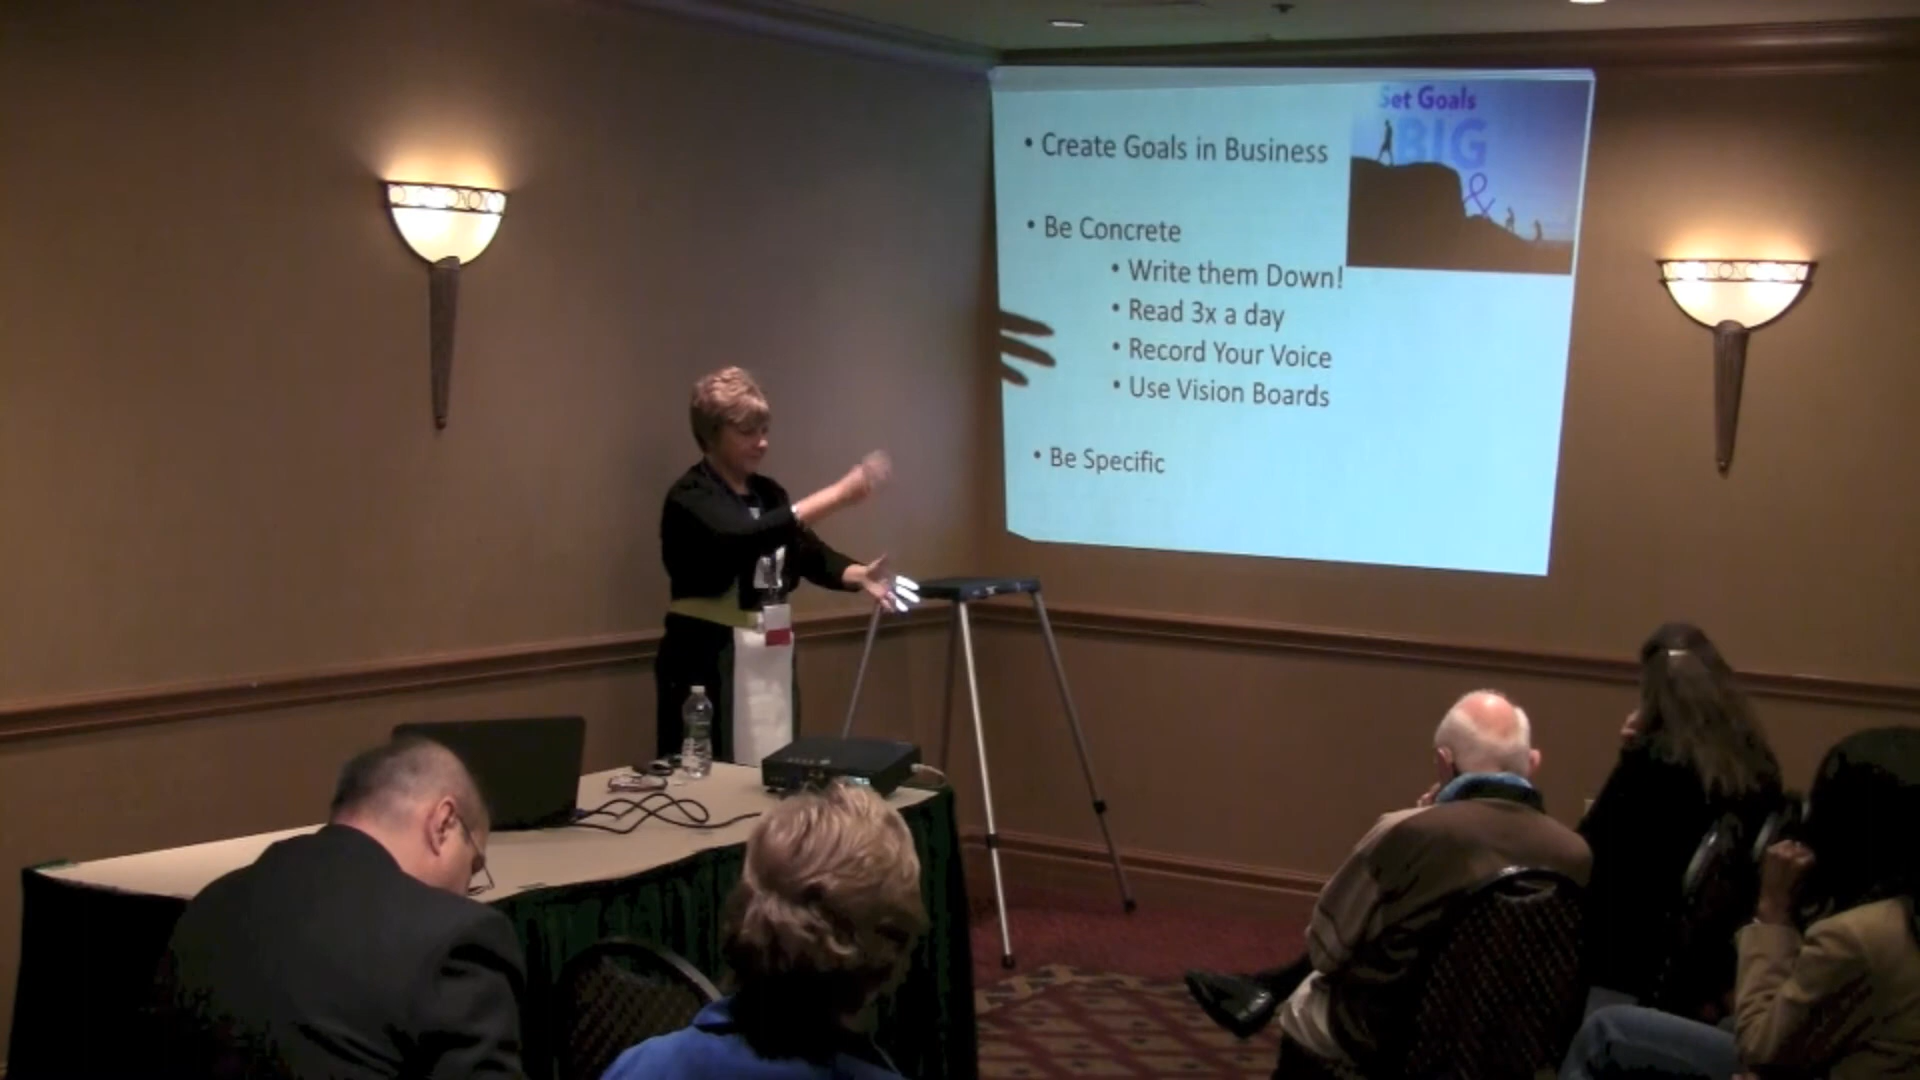 Set Goals
BIG
&
• Create Goals in Business
• Be Concrete
• Write them Down!
• Read 3x a day
• Record Your Voice
• Use Vision Boards
• Be Specific